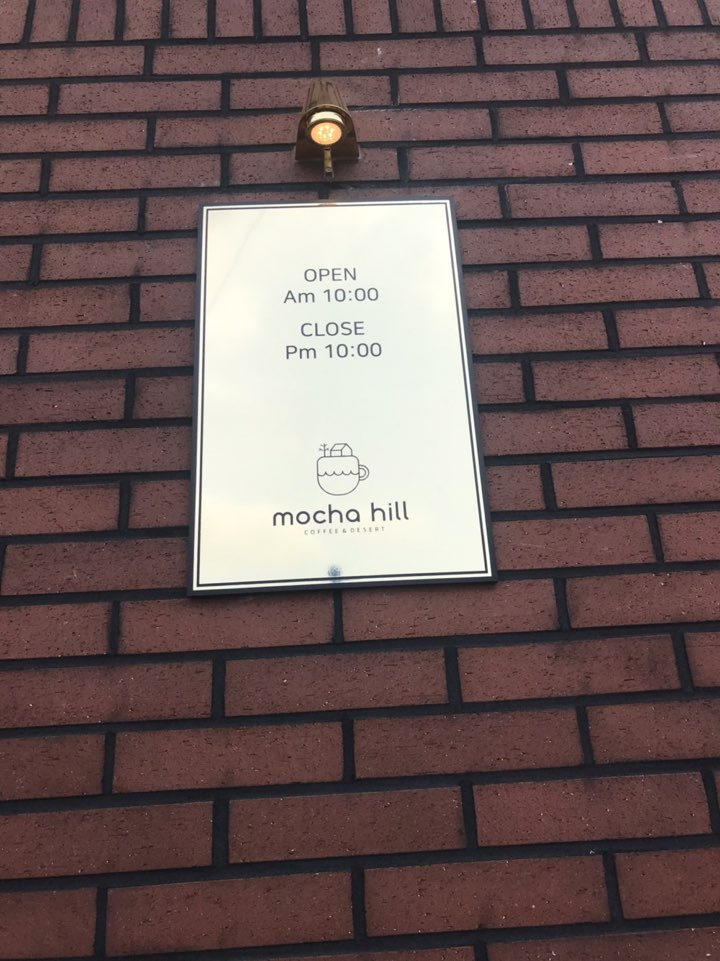 OPEN
Am 10:00
CLOSE
Pm 10:00
mocha hill
COFFEE & DESERT